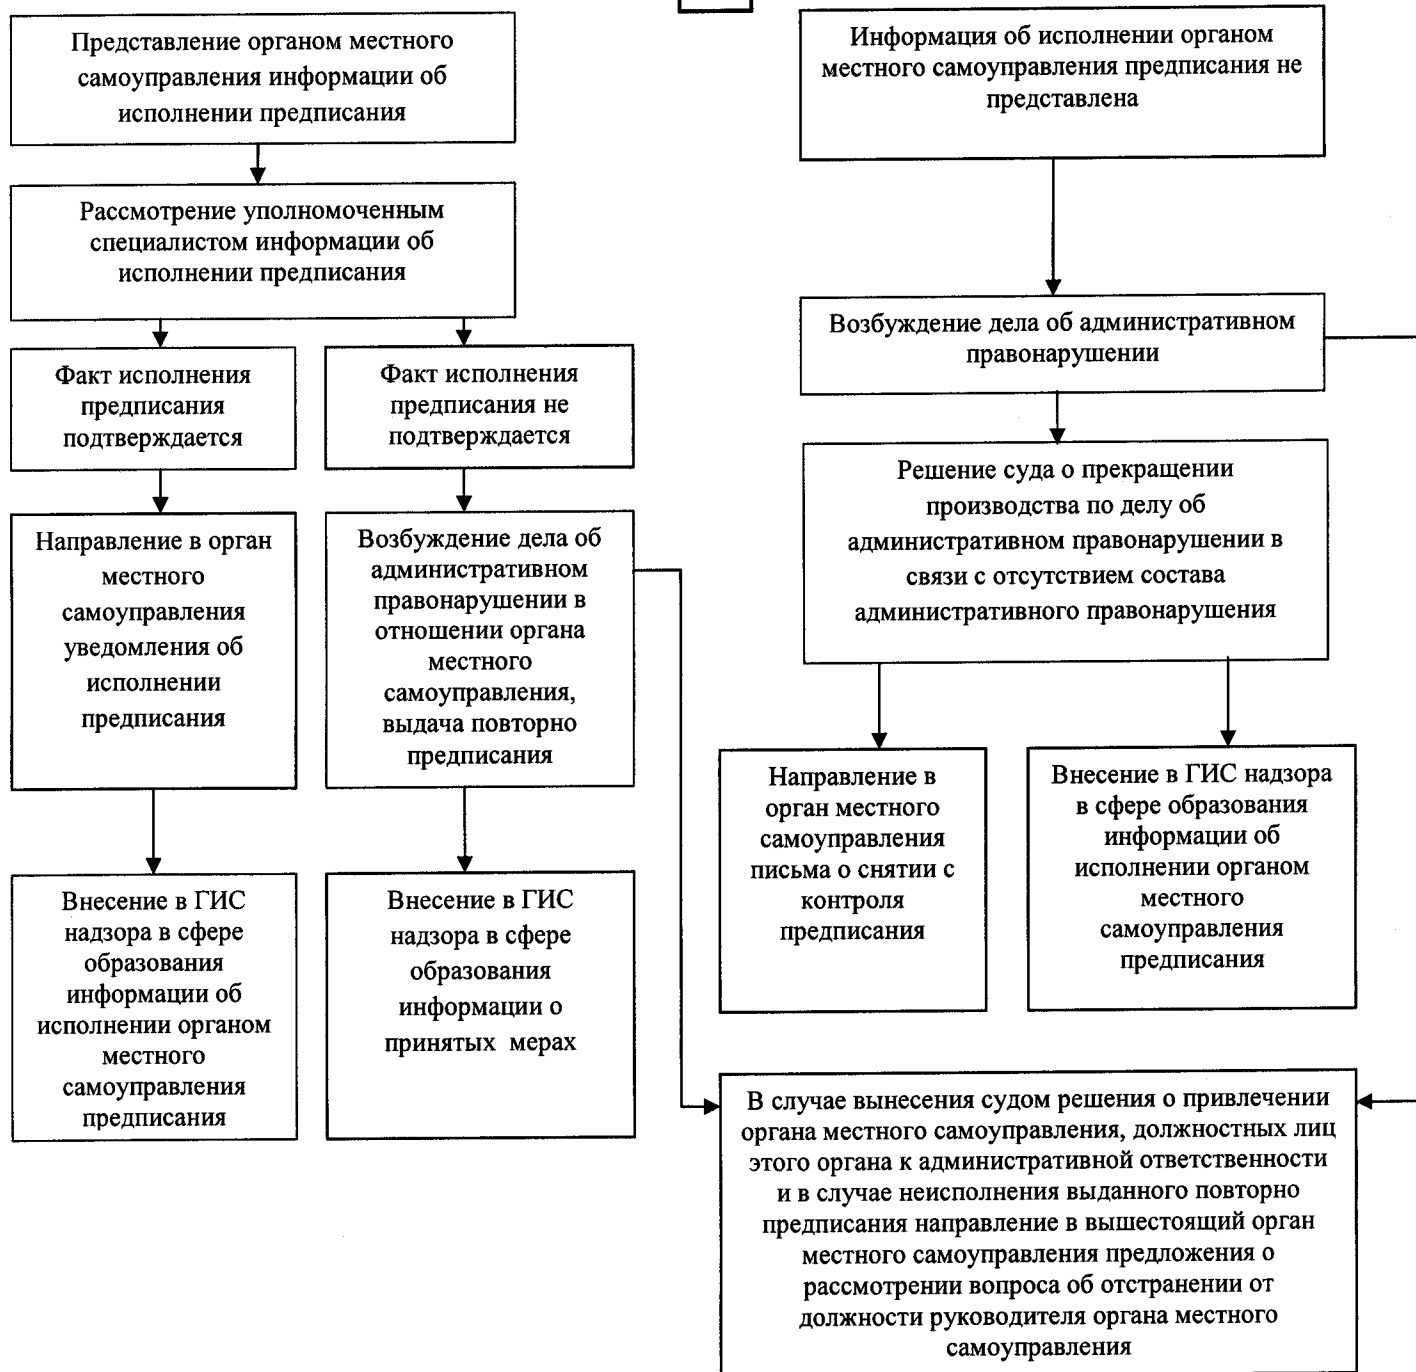 Представление органом местного
самоуправления информации об
исполнении предписания
Рассмотрение уполномоченным
специалистом информации об
исполнении предписания
Факт исполнения
предписания
подтверждается
Факт исполнения
предписания не
подтверждается
Направление в орган
местного
самоуправления
уведомления об
исполнении
предписания
Возбуждение дела об
административном
правонарушении в
отношении органа
местного
самоуправления,
выдача повторно
предписания
Внесение в ГИС
надзора в сфере
образования
информации об
исполнении органом
местного
самоуправления
предписания
Внесение в ГИС
надзора в сфере
образования
информации о
принятых мерах
Информация об исполнении органом
местного самоуправления предписания не
представлена
Возбуждение дела об административном
правонарушении
Решение суда о прекращении
производства по делу об
административном правонарушении в
связи с отсутствием состава
административного правонарушения
Направление в
орган местного
самоуправления
письма о снятии с
контроля
предписания
Внесение в ГИС надзора
в сфере образования
информации об
исполнении органом
местного
самоуправления
предписания
В случае вынесения судом решения о привлечении
органа местного самоуправления, должностных лиц
этого органа к административной ответственности
и в случае неисполнения выданного повторно
предписания направление в вышестоящий орган
местного самоуправления предложения о
рассмотрении вопроса об отстранении от
должности руководителя органа местного
самоуправления